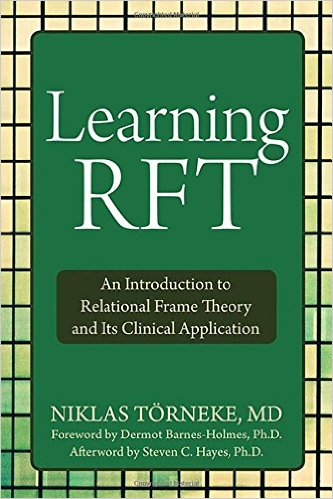 Learning
RFT
An Introduction to
Relational Frame Theory
and Its Clinical Application
NIKLAS TÖRNEKE, MD
Foreword by Dermot Barnes-Holmes, Ph.D.
Afterword by Steven C. Hayes, Ph.D.